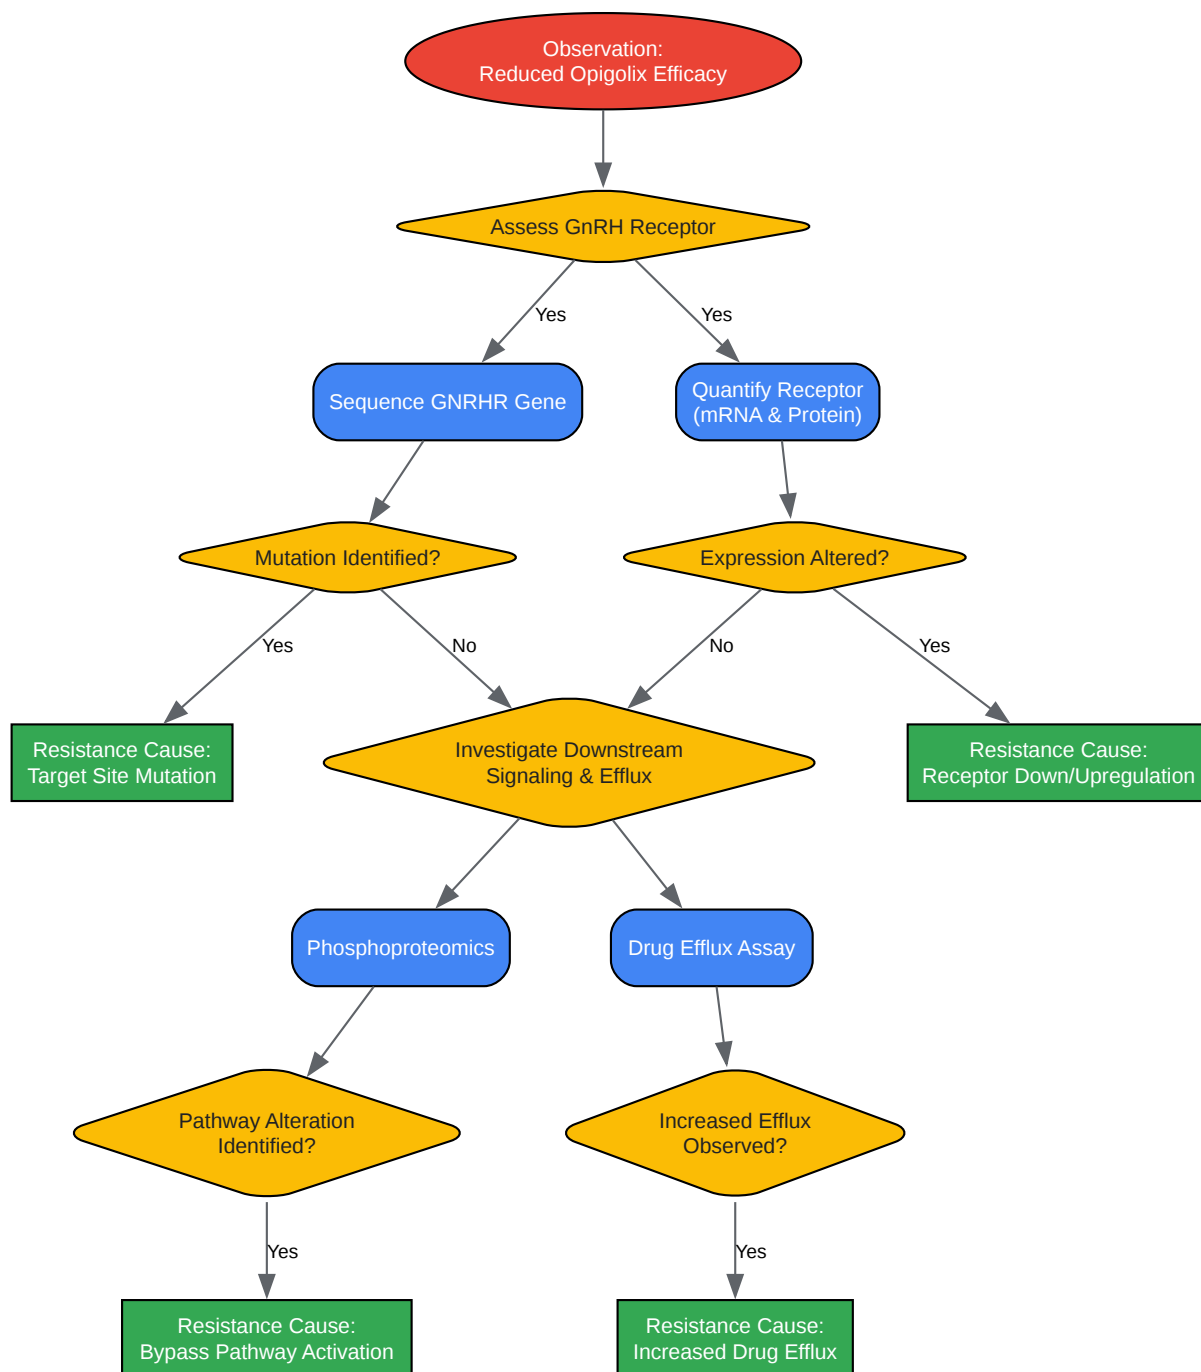 Observation:
Reduced Opigolix Efficacy
Assess GnRH Receptor
Yes
Yes
Sequence GNRHR Gene
Quantify Receptor
(mRNA & Protein)
Mutation Identified?
Expression Altered?
Yes
No
No
Yes
Resistance Cause:
Target Site Mutation
Investigate Downstream
Signaling & Efflux
Resistance Cause:
Receptor Down/Upregulation
Phosphoproteomics
Drug Efflux Assay
Pathway Alteration
Identified?
Increased Efflux
Observed?
Yes
Yes
Resistance Cause:
Bypass Pathway Activation
Resistance Cause:
Increased Drug Efflux